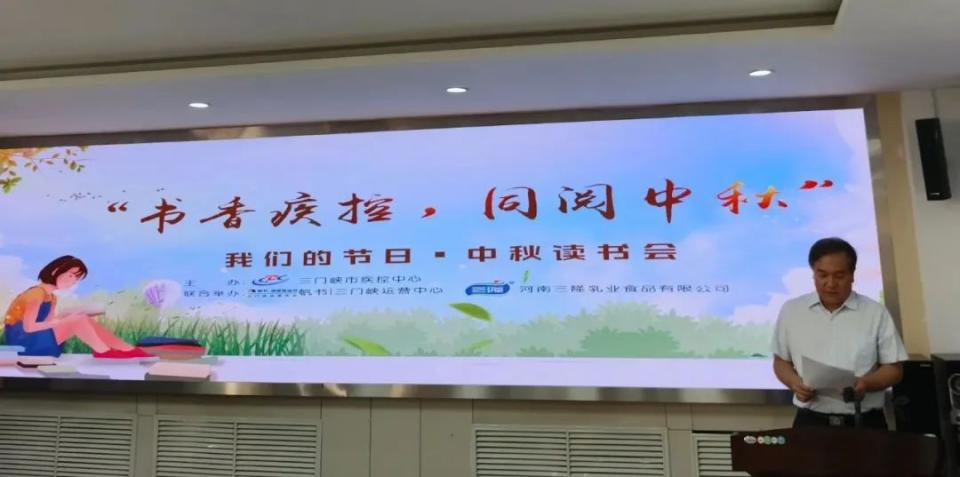 “书香疾控，同阅中秋”
我们的节日·中秋读书会
主 办: 三门峡市疾控中心
联合举办: 帆书|三门峡运营中心 河南三隆乳业食品有限公司